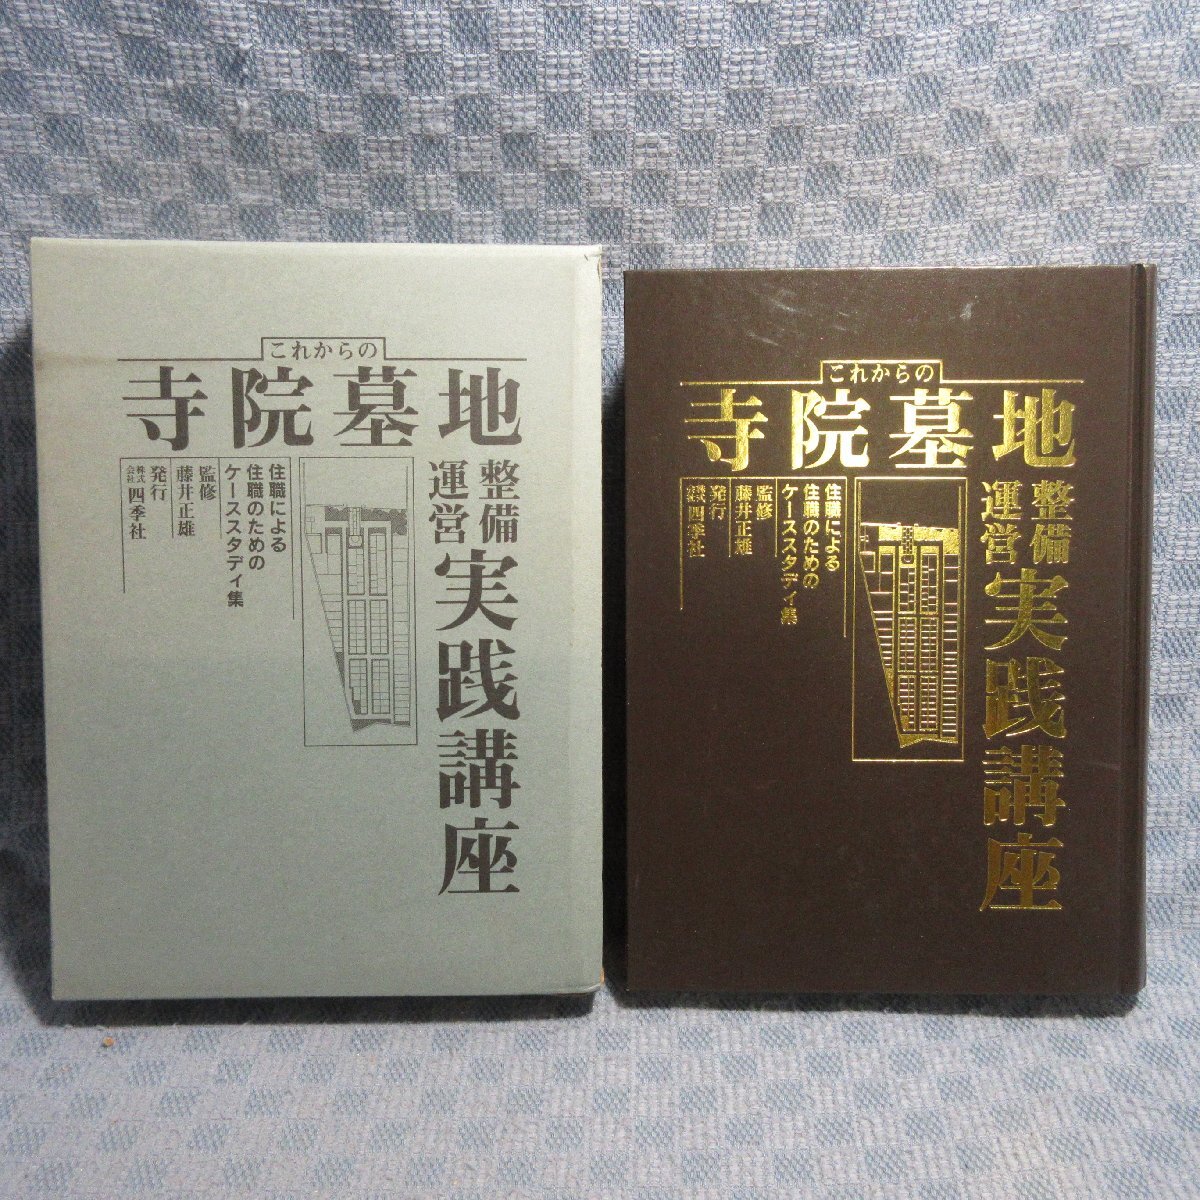 これからの
寺院墓地
整備
運営
実践講座
住職による
住職のための
ケーススタディ集
監修
藤井正雄
発行
株式会社四季社
これからの
寺院墓地
整備
運営
実践講座
住職による
住職のための
ケーススタディ集
監修
藤井正雄
発行
株式会社四季社